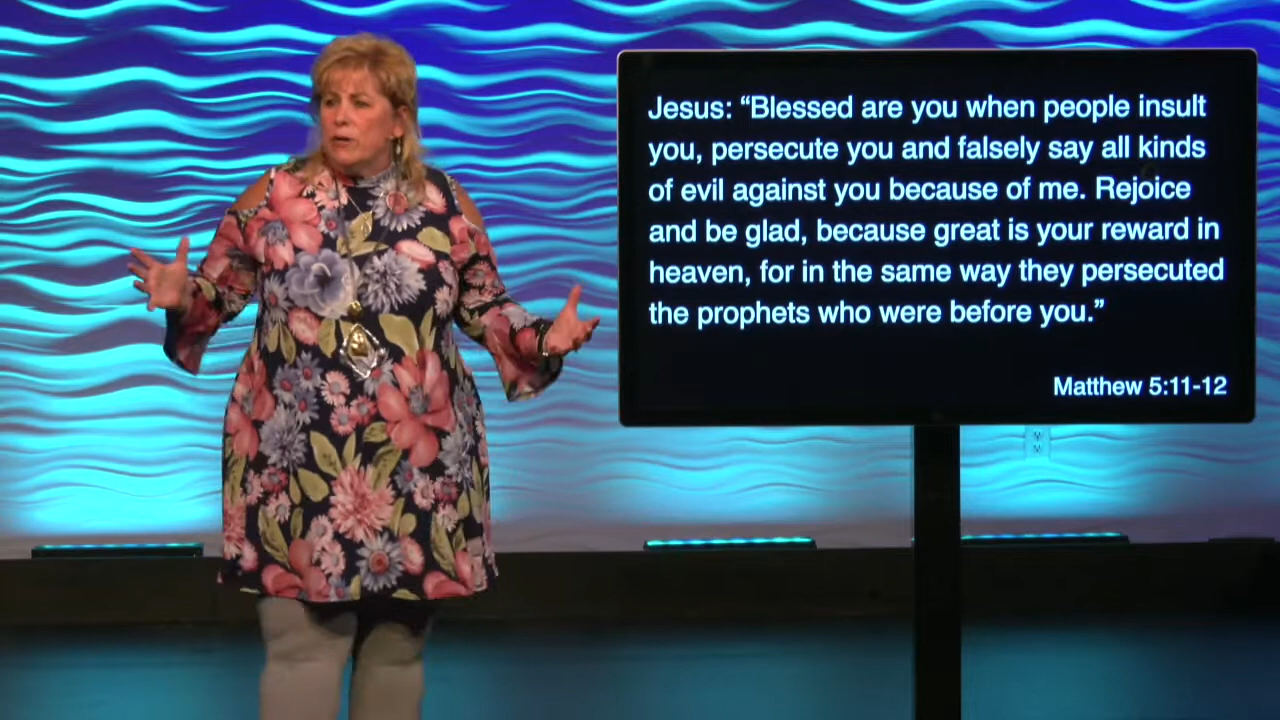 Jesus: “Blessed are you when people insult
you, persecute you and falsely say all kinds
of evil against you because of me. Rejoice
and be glad, because great is your reward in
heaven, for in the same way they persecuted
the prophets who were before you.”
Matthew 5:11-12